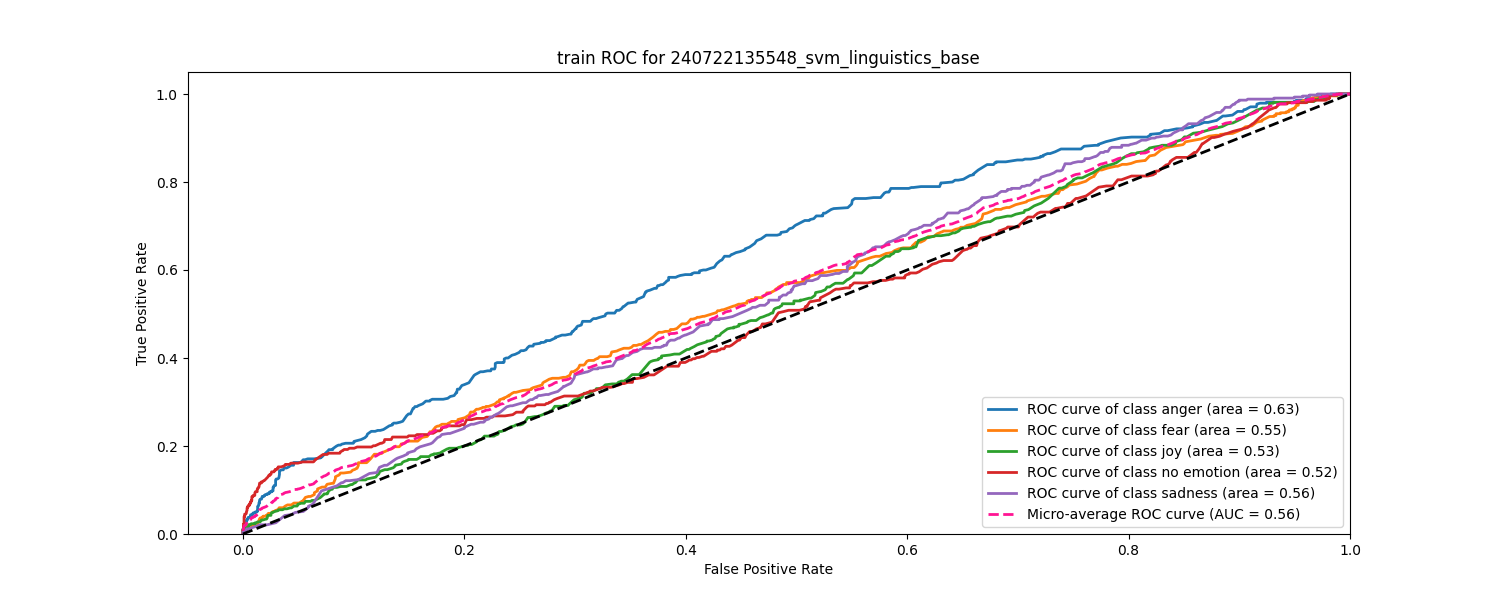 train ROC for 240722135548_svm_linguistics_base
True Positive Rate
1.0
0.8
0.6
0.4
0.2
0.0
ROC curve of class anger (area = 0.63)
ROC curve of class fear (area = 0.55)
ROC curve of class joy (area = 0.53)
ROC curve of class no emotion (area = 0.52)
ROC curve of class sadness (area = 0.56)
Micro-average ROC curve (AUC = 0.56)
0.0 0.2 0.4 0.6 0.8 1.0
False Positive Rate